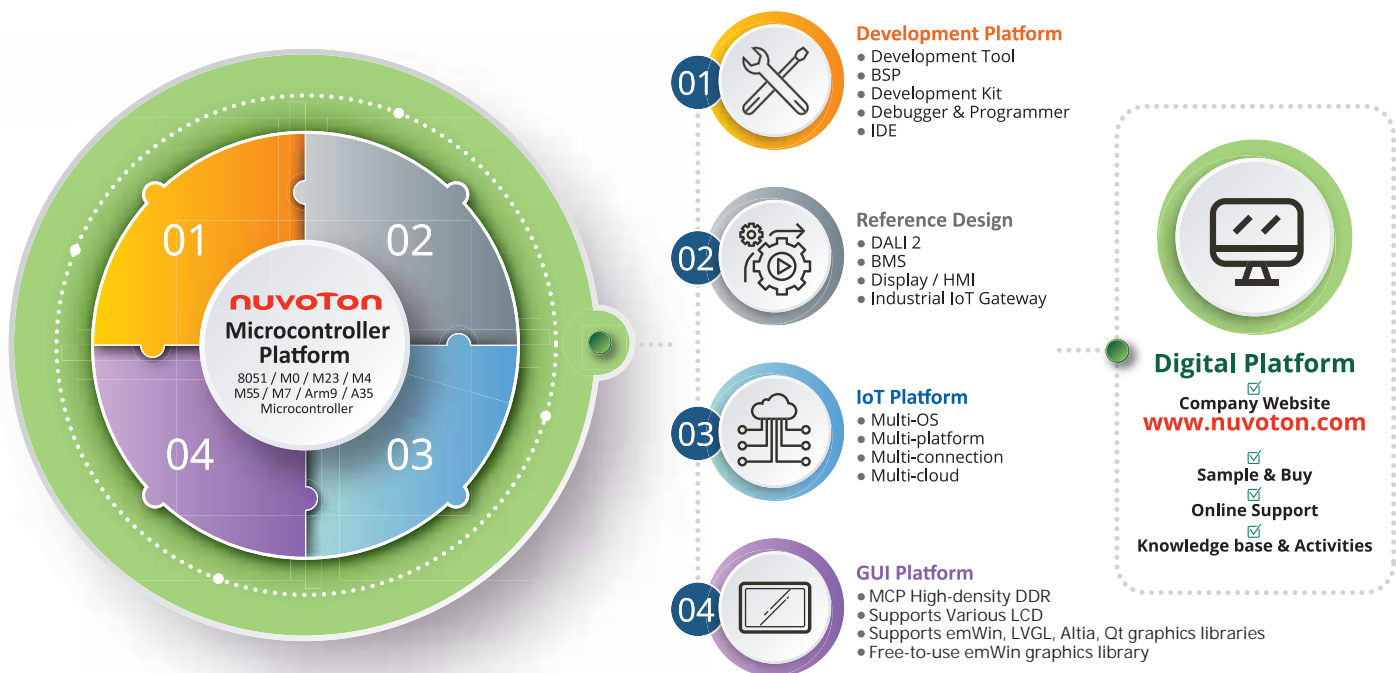 01
02
03
04
nuvoTon
Microcontroller
Platform
8051 / M0 / M23 / M4
M55 / M7 / Arm9 / A35
Microcontroller
01
Development Platform
• Development Tool
• BSP
• Development Kit
• Debugger & Programmer
• IDE
02
Reference Design
• DALI 2
• BMS
• Display / HMI
• Industrial IoT Gateway
03
IoT Platform
• Multi-OS
• Multi-platform
• Multi-connection
• Multi-cloud
04
GUI Platform
• MCP High-density DDR
• Supports Various LCD
• Supports emWin, LVGL, Altia, Qt graphics libraries
• Free-to-use emWin graphics library
Digital Platform
Company Website
www.nuvoton.com
Sample & Buy
Online Support
Knowledge base & Activities